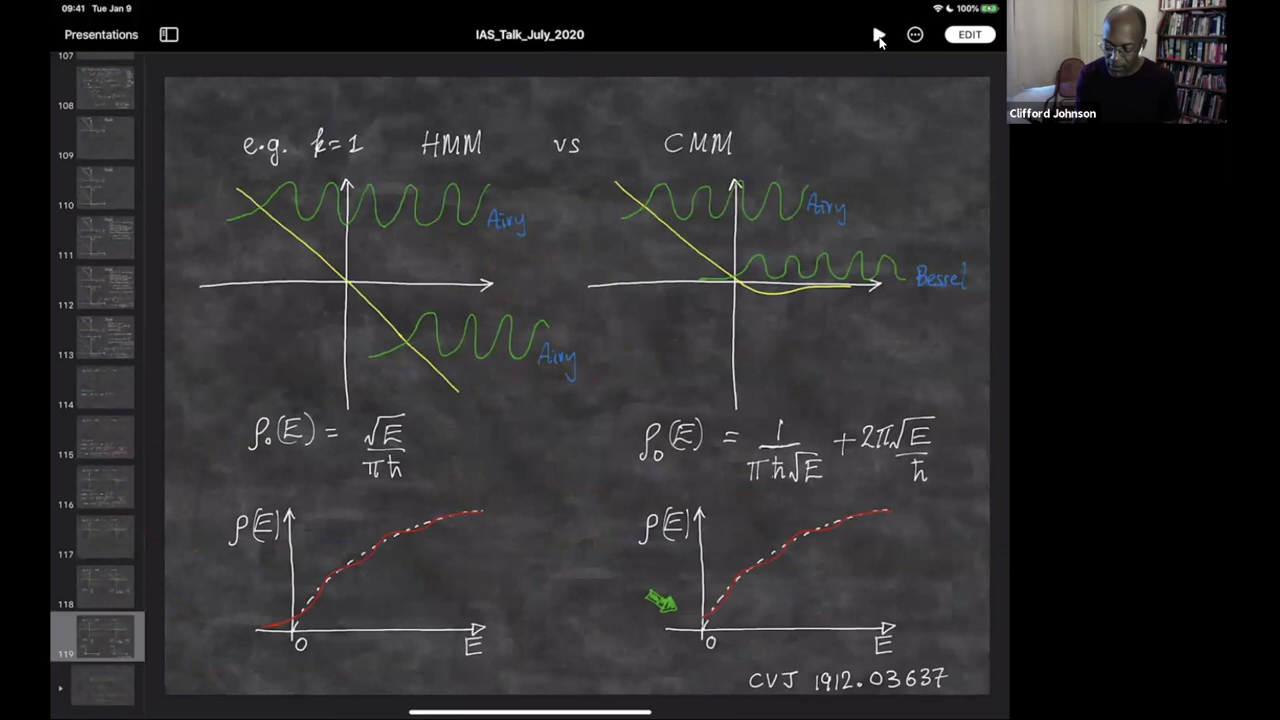 09:41 Tue Jan 9
100%
Presentations
IAS_Talk_July_2020
EDIT
Clifford Johnson
107
108
109
110
111
112
113
114
115
116
117
118
119
e.g. k=1 HMM vs CMM
Airy
Airy
Airy
Bessel
ρ₀(E) = √E / πħ
ρ₀(E) = 1 / πħ√E + 2π√E / ħ
ρ(E)
0
E
ρ(E)
0
E
CVJ 1912.03637